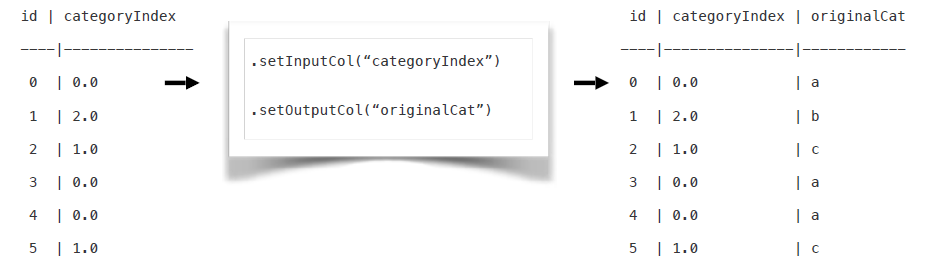 id | categoryIndex
————|———————————————
0 | 0.0
1 | 2.0
2 | 1.0
3 | 0.0
4 | 0.0
5 | 1.0
.setInputCol(“categoryIndex”)
.setOutputCol(“originalCat”)
id | categoryIndex | originalCat
————|———————————————|————————————
0 | 0.0 | a
1 | 2.0 | b
2 | 1.0 | c
3 | 0.0 | a
4 | 0.0 | a
5 | 1.0 | c